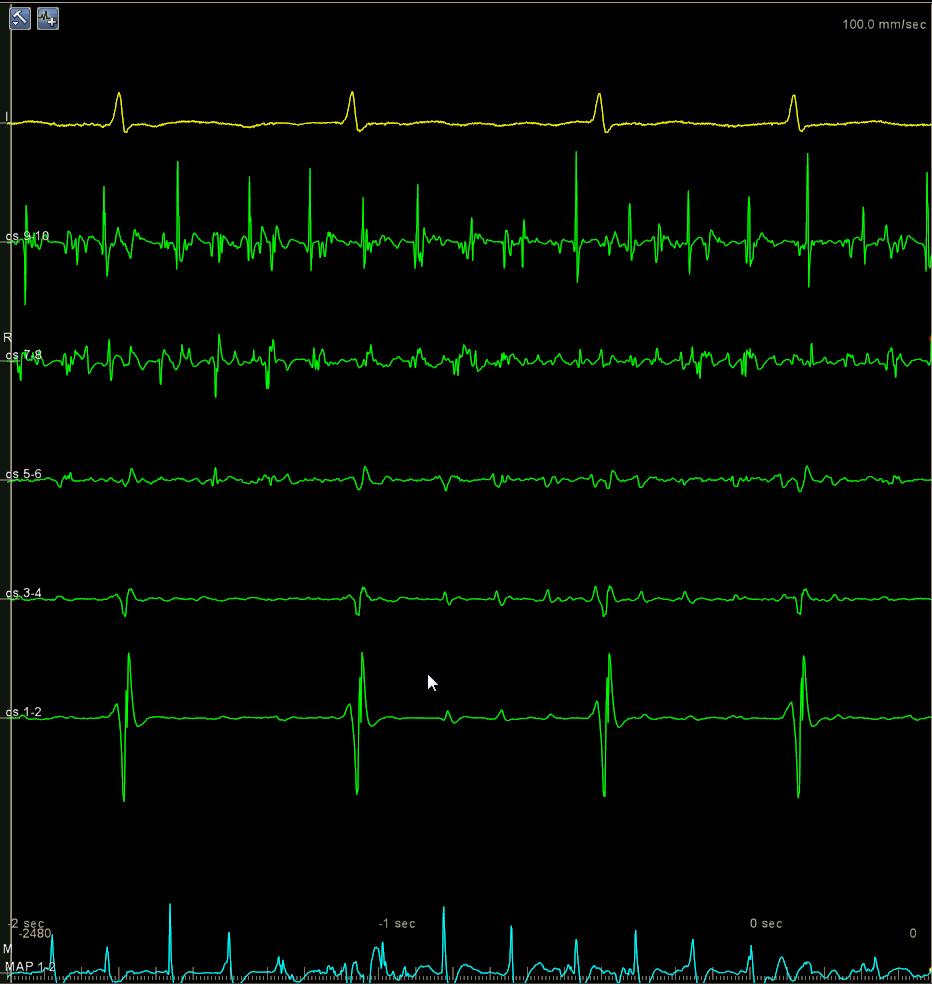 100.0 mm/sec
I
cs 9-10
R
cs 7-8
cs 5-6
cs 3-4
cs 1-2
-2 sec
-1 sec
0 sec
-2480
0
M
MAP 1-2